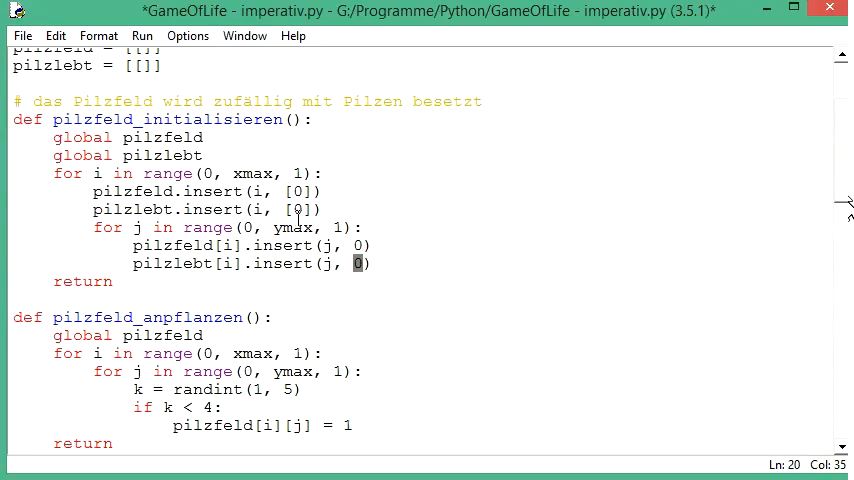 *GameOfLife - imperativ.py - G:/Programme/Python/GameOfLife - imperativ.py (3.5.1)*
File Edit Format Run Options Window Help
pilzfeld = [[]]
pilzlebt = [[]]
# das Pilzfeld wird zufällig mit Pilzen besetzt
def pilzfeld_initialisieren():
    global pilzfeld
    global pilzlebt
    for i in range(0, xmax, 1):
        pilzfeld.insert(i, [0])
        pilzlebt.insert(i, [0])
        for j in range(0, ymax, 1):
            pilzfeld[i].insert(j, 0)
            pilzlebt[i].insert(j, 0)
    return
def pilzfeld_anpflanzen():
    global pilzfeld
    for i in range(0, xmax, 1):
        for j in range(0, ymax, 1):
            k = randint(1, 5)
            if k < 4:
                pilzfeld[i][j] = 1
    return
Ln: 20 Col: 35